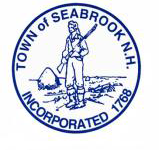 TOWN of SEABROOK N.H.
INCORPORATED 1768